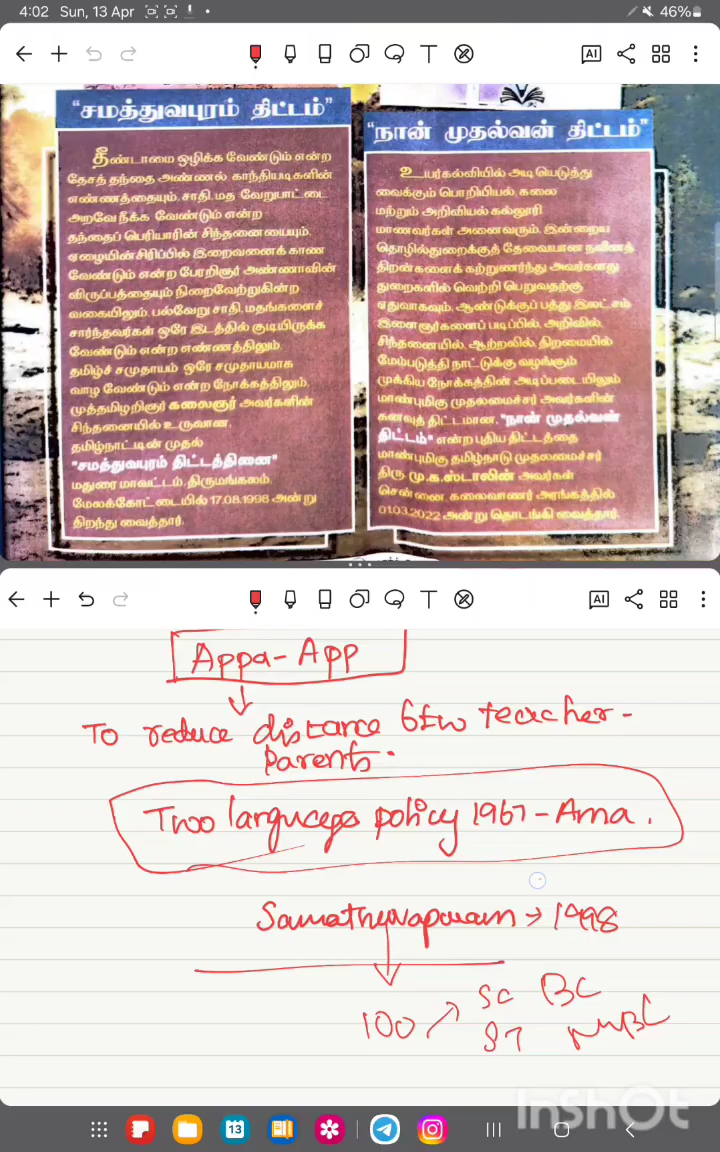 4:02 Sun, 13 Apr
46%
AI
"சமத்துவபுரம் திட்டம்"
தீண்டாமை ஒழிக்க வேண்டும் என்ற
தேசத் தந்தை அண்ணல் காந்தியடிகளின்
எண்ணத்தையும், சாதி, மத வேறுபாட்டை
அறவே நீக்க வேண்டும் என்ற
தந்தைப் பெரியாரின் சிந்தனையையும்,
ஏழையின் சிரிப்பில் இறைவனைக் காண
வேண்டும் என்ற பேரறிஞர் அண்ணாவின்
விருப்பத்தையும் நிறைவேற்றுகின்ற
வகையிலும், பல்வேறு சாதி, மதங்களைச்
சார்ந்தவர்கள் ஒரே இடத்தில் குடியிருக்க
வேண்டும் என்ற எண்ணத்திலும்,
தமிழ்ச் சமுதாயம் ஒரே சமுதாயமாக
வாழ வேண்டும் என்ற நோக்கத்திலும்,
முத்தமிழறிஞர் கலைஞர் அவர்களின்
சிந்தனையில் உருவான,
தமிழ்நாட்டின் முதல்
"சமத்துவபுரம் திட்டத்தினை"
மதுரை மாவட்டம், திருமங்கலம்,
மேலக்கோட்டையில் 17.08.1998 அன்று
திறந்து வைத்தார்.
"நான் முதல்வன் திட்டம்"
உயர்கல்வியில் அடியெடுத்து
வைக்கும் பொறியியல், கலை
மற்றும் அறிவியல் கல்லூரி
மாணவர்கள் அனைவரும், இன்றைய
தொழில்துறைக்குத் தேவையான நவீனத்
திறன்களைக் கற்றுணர்ந்து அவர்களது
துறைகளில் வெற்றி பெறுவதற்கு
ஏதுவாகவும், ஆண்டுக்குப் பத்து இலட்சம்
இளைஞர்களைப் படிப்பில், அறிவில்,
சிந்தனையில், ஆற்றலில், திறமையில்
மேம்படுத்தி நாட்டுக்கு வழங்கும்
முக்கிய நோக்கத்தின் அடிப்படையிலும்
மாண்புமிகு முதலமைச்சர் அவர்களின்
கனவுத் திட்டமான, "நான் முதல்வன்
திட்டம்" என்ற புதிய திட்டத்தை
மாண்புமிகு தமிழ்நாடு முதலமைச்சர்
திரு மு.க.ஸ்டாலின் அவர்கள்
சென்னை, கலைவாணர் அரங்கத்தில்
01.03.2022 அன்று தொடங்கி வைத்தார்.
AI
Appa-App
To reduce distance btw teacher-
parents.
Two languages policy 1967-Anna.
Samathuvapuram → 1998
100 SC BC
ST MBC
13
InShOt